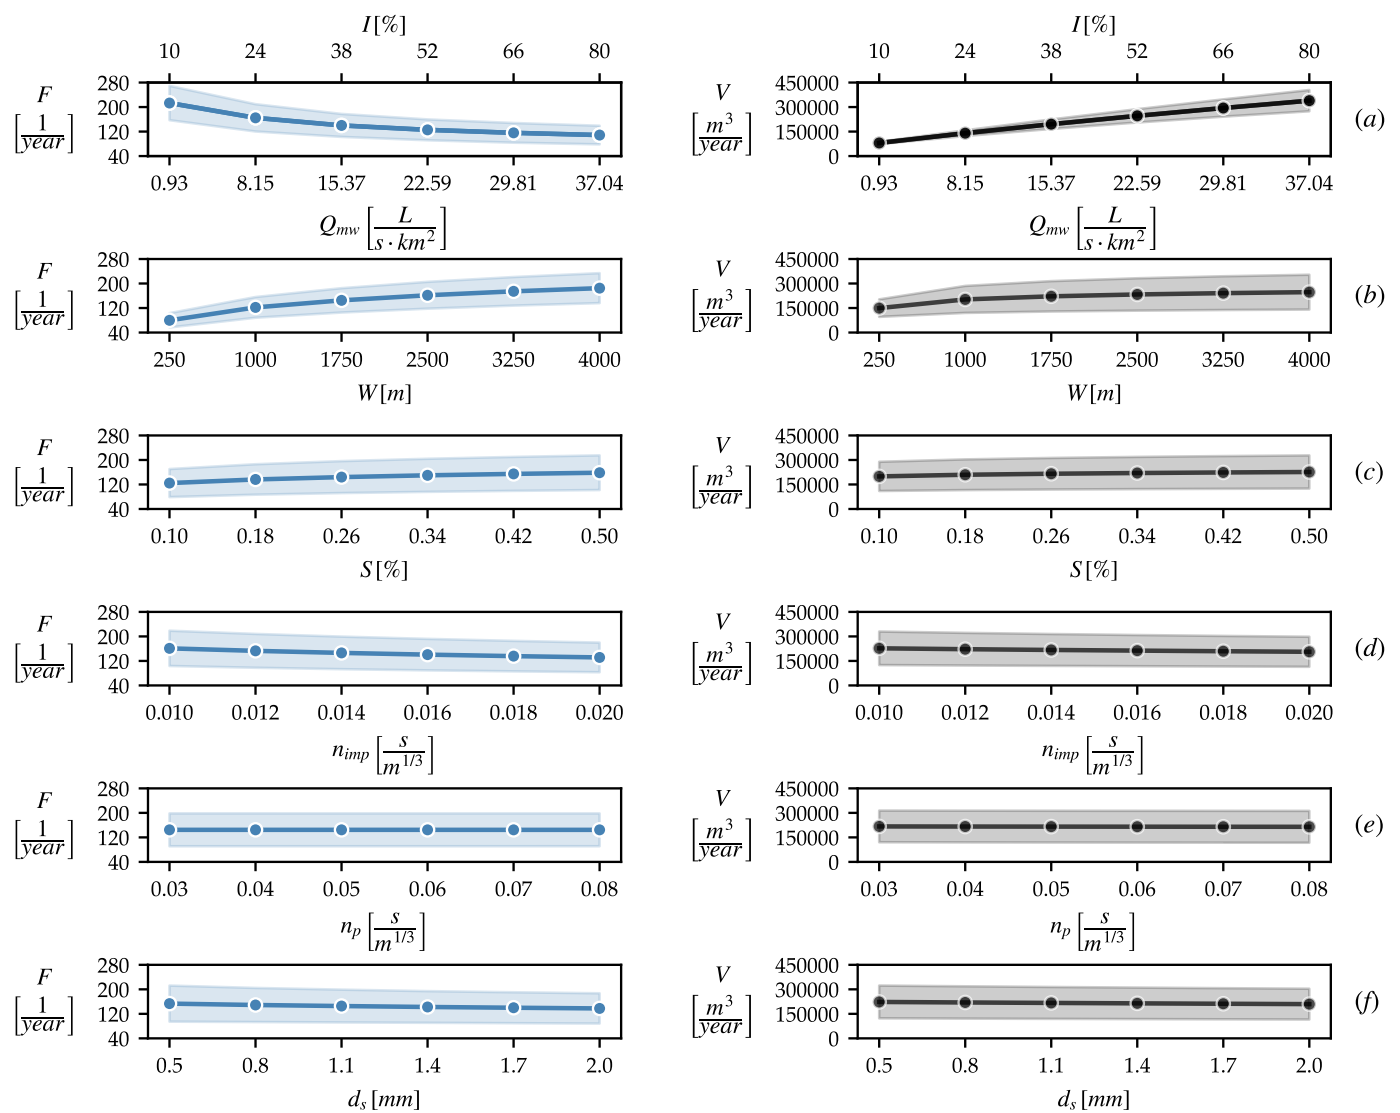 I [%] I [%]
10 24 38 52 66 80 10 24 38 52 66 80
F [1/year] 280 200 120 40 V [m³/year] 450000 300000 150000 0 (a)
0.93 8.15 15.37 22.59 29.81 37.04 0.93 8.15 15.37 22.59 29.81 37.04
Q_mw [L/(s·km²)] Q_mw [L/(s·km²)]
F [1/year] 280 200 120 40 V [m³/year] 450000 300000 150000 0 (b)
250 1000 1750 2500 3250 4000 250 1000 1750 2500 3250 4000
W [m] W [m]
F [1/year] 280 200 120 40 V [m³/year] 450000 300000 150000 0 (c)
0.10 0.18 0.26 0.34 0.42 0.50 0.10 0.18 0.26 0.34 0.42 0.50
S [%] S [%]
F [1/year] 280 200 120 40 V [m³/year] 450000 300000 150000 0 (d)
0.010 0.012 0.014 0.016 0.018 0.020 0.010 0.012 0.014 0.016 0.018 0.020
n_imp [s/m^1/3] n_imp [s/m^1/3]
F [1/year] 280 200 120 40 V [m³/year] 450000 300000 150000 0 (e)
0.03 0.04 0.05 0.06 0.07 0.08 0.03 0.04 0.05 0.06 0.07 0.08
n_p [s/m^1/3] n_p [s/m^1/3]
F [1/year] 280 200 120 40 V [m³/year] 450000 300000 150000 0 (f)
0.5 0.8 1.1 1.4 1.7 2.0 0.5 0.8 1.1 1.4 1.7 2.0
d_s [mm] d_s [mm]